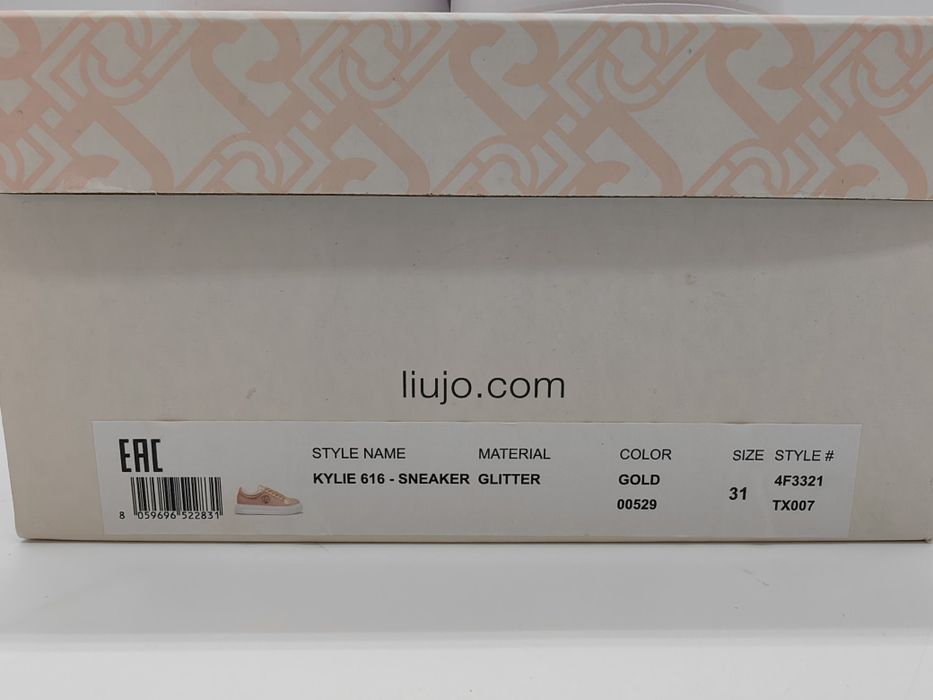 liujo.com
EAC
STYLE NAME MATERIAL COLOR SIZE STYLE #
KYLIE 616 - SNEAKER GLITTER GOLD 31 4F3321
00529 TX007
8 059696 522831